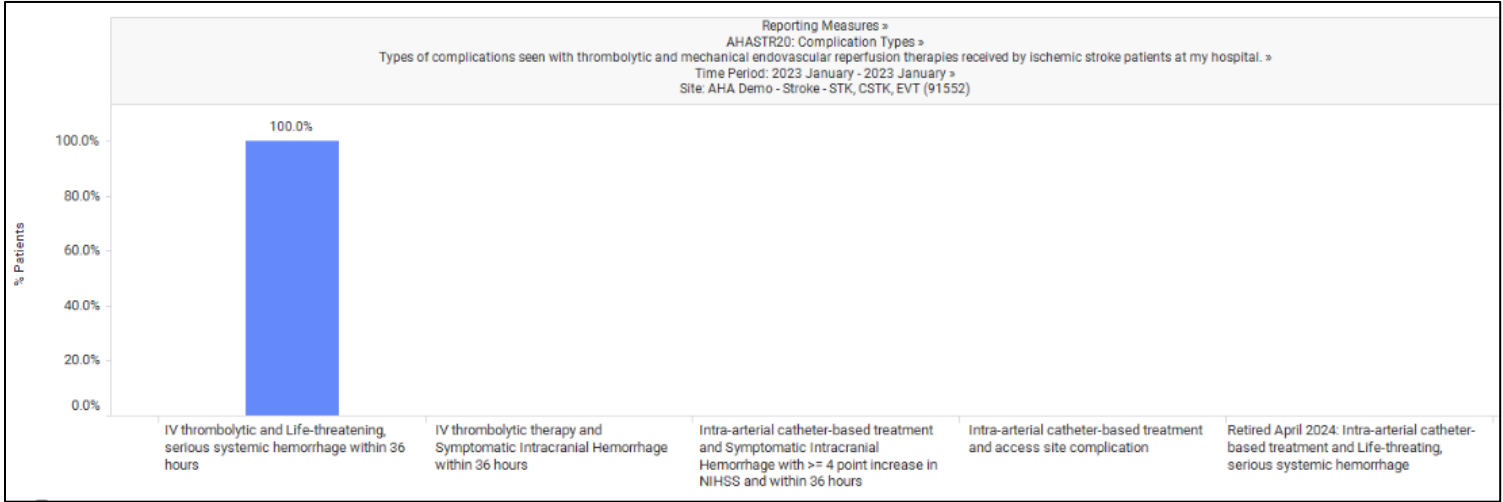 Reporting Measures »
AHASTR20: Complication Types »
Types of complications seen with thrombolytic and mechanical endovascular reperfusion therapies received by ischemic stroke patients at my hospital. »
Time Period: 2023 January - 2023 January »
Site: AHA Demo - Stroke - STK, CSTK, EVT (91552)
100.0%
100.0%
80.0%
60.0%
40.0%
20.0%
0.0%
% Patients
IV thrombolytic and Life-threatening,
serious systemic hemorrhage within 36
hours
IV thrombolytic therapy and
Symptomatic Intracranial Hemorrhage
within 36 hours
Intra-arterial catheter-based treatment
and Symptomatic Intracranial
Hemorrhage with >= 4 point increase in
NIHSS and within 36 hours
Intra-arterial catheter-based treatment
and access site complication
Retired April 2024: Intra-arterial catheter-
based treatment and Life-threating,
serious systemic hemorrhage